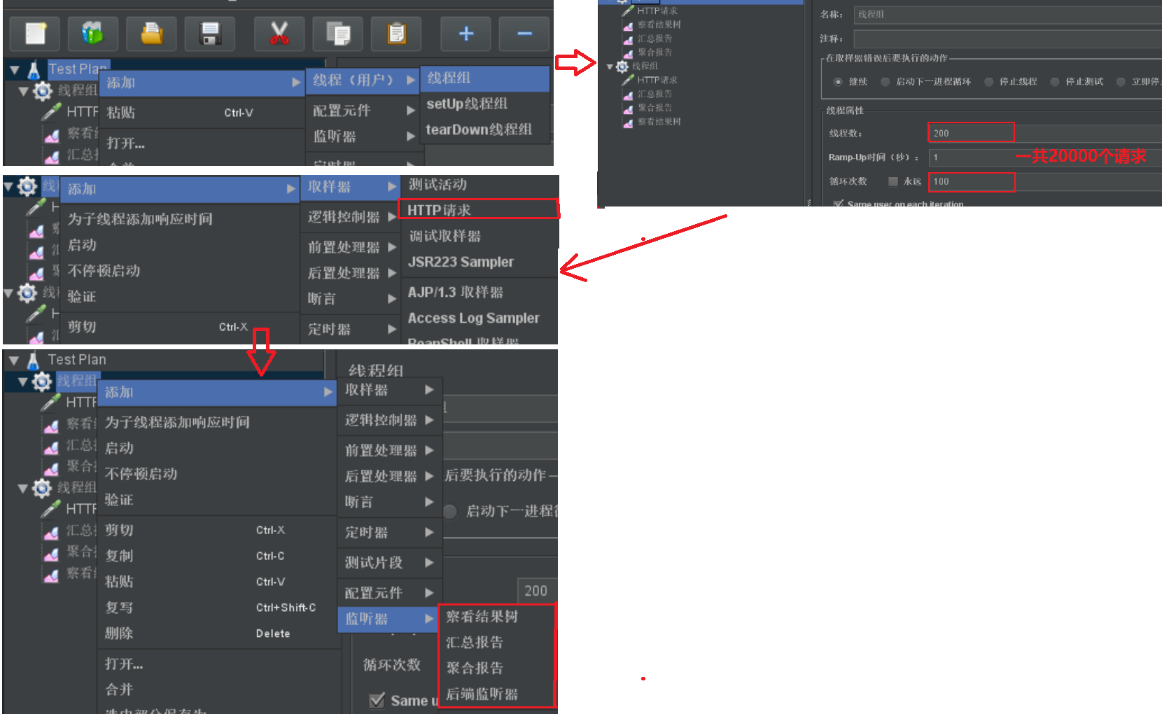 Test Plan
线程组
HTTP
察看
汇总
添加
粘贴
Ctrl-V
打开...
线程（用户）
配置元件
监听器
线程组
setUp线程组
tearDown线程组
HTTP请求
察看结果树
汇总报告
聚合报告
线程组
HTTP请求
汇总报告
聚合报告
察看结果树
名称：
线程组
注释：
在取样器错误后要执行的动作
继续
启动下一进程循环
停止线程
停止测试
立即停
线程属性
线程数：
200
Ramp-Up时间（秒）：
1
一共20000个请求
循环次数
永远
100
Same user on each iteration
添加
为子线程添加响应时间
启动
不停顿启动
验证
剪切
Ctrl-X
取样器
逻辑控制器
前置处理器
后置处理器
断言
定时器
测试活动
HTTP请求
调试取样器
JSR223 Sampler
AJP/1.3 取样器
Access Log Sampler
BeanShell 取样器
Test Plan
线程组
HTTP
察看
汇总
聚合
线程组
HTTP
汇总
聚合
察看
添加
为子线程添加响应时间
启动
不停顿启动
验证
剪切 Ctrl-X
复制 Ctrl-C
粘贴 Ctrl-V
复写 Ctrl+Shift-C
删除 Delete
打开...
合并
选中部分保存为
线程组
取样器
逻辑控制器
前置处理器
后置处理器
断言
定时器
测试片段
配置元件
监听器
后要执行的动作
启动下一进程
200
循环次数
Same u
察看结果树
汇总报告
聚合报告
后端监听器